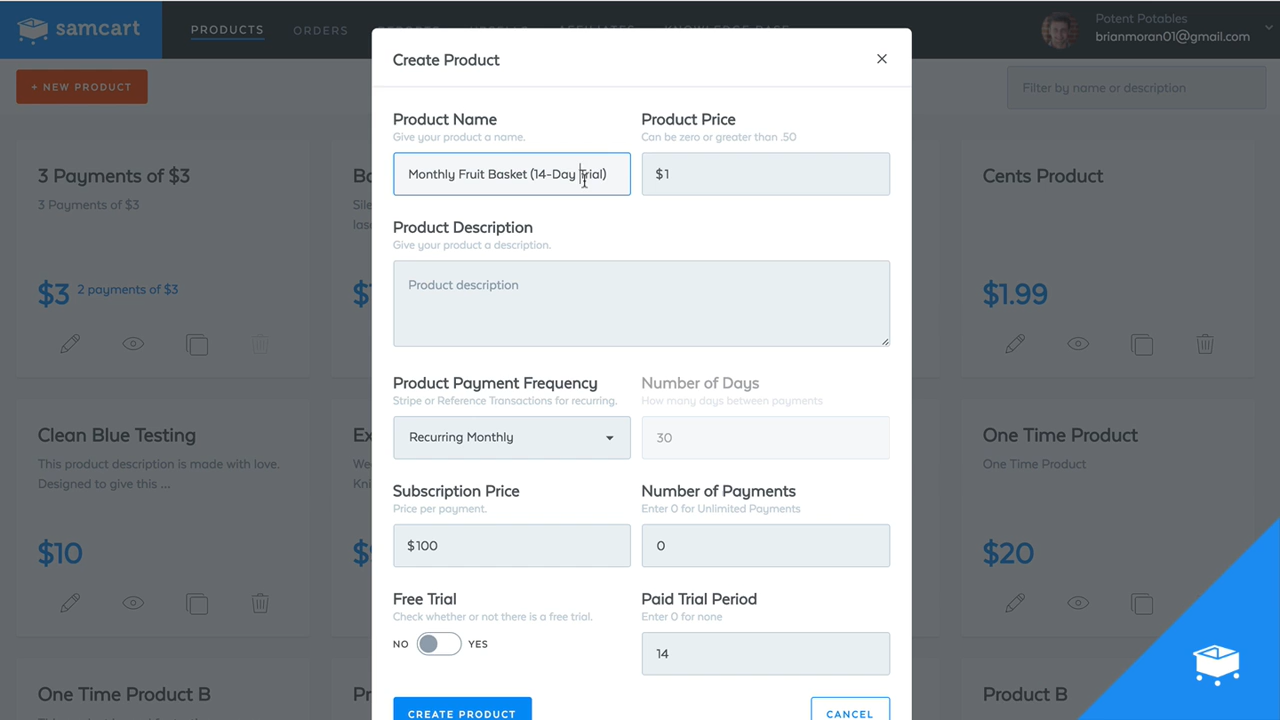 samcart
PRODUCTS
ORDERS
AFFILIATES
KNOWLEDGE BASE
Potent Potables
brianmoran01@gmail.com
+ NEW PRODUCT
Filter by name or description
Create Product
Product Name
Give your product a name.
Monthly Fruit Basket (14-Day Trial)
Product Price
Can be zero or greater than .50
$1
Product Description
Give your product a description.
Product description
Product Payment Frequency
Stripe or Reference Transactions for recurring.
Recurring Monthly
Number of Days
How many days between payments
30
Subscription Price
Price per payment.
$100
Number of Payments
Enter 0 for Unlimited Payments
0
Free Trial
Check whether or not there is a free trial.
NO YES
Paid Trial Period
Enter 0 for none
14
CREATE PRODUCT
CANCEL
3 Payments of $3
3 Payments of $3
$3 2 payments of $3
Cents Product
$1.99
Clean Blue Testing
This product description is made with love.
Designed to give this ...
$10
One Time Product
One Time Product
$20
One Time Product B
Product B